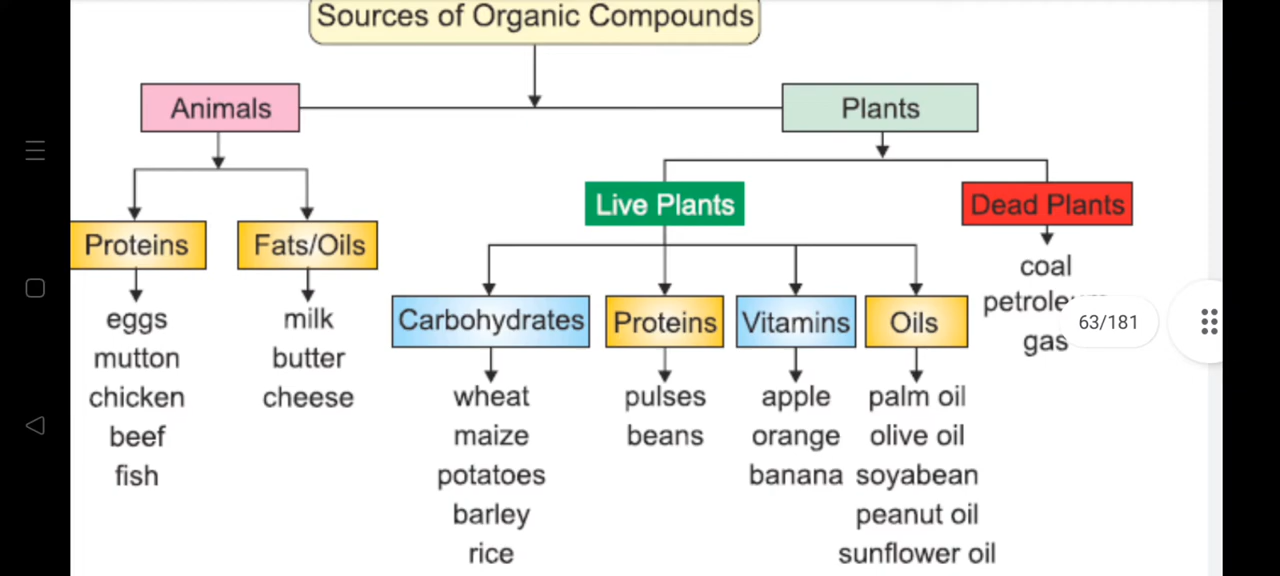 Sources of Organic Compounds
Animals
Plants
Live Plants
Dead Plants
Proteins
Fats/Oils
coal
gas
63/181
Carbohydrates
Proteins
Vitamins
Oils
eggs
mutton
chicken
beef
fish
milk
butter
cheese
wheat
maize
potatoes
barley
rice
pulses
beans
apple
orange
banana
palm oil
olive oil
soyabean
peanut oil
sunflower oil